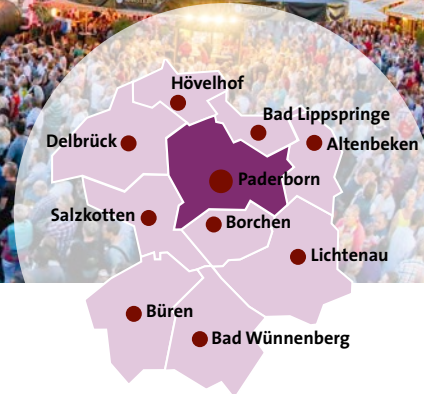 Hövelhof
Bad Lippspringe
Delbrück
Altenbeken
Paderborn
Salzkotten
Borchen
Lichtenau
Büren
Bad Wünnenberg